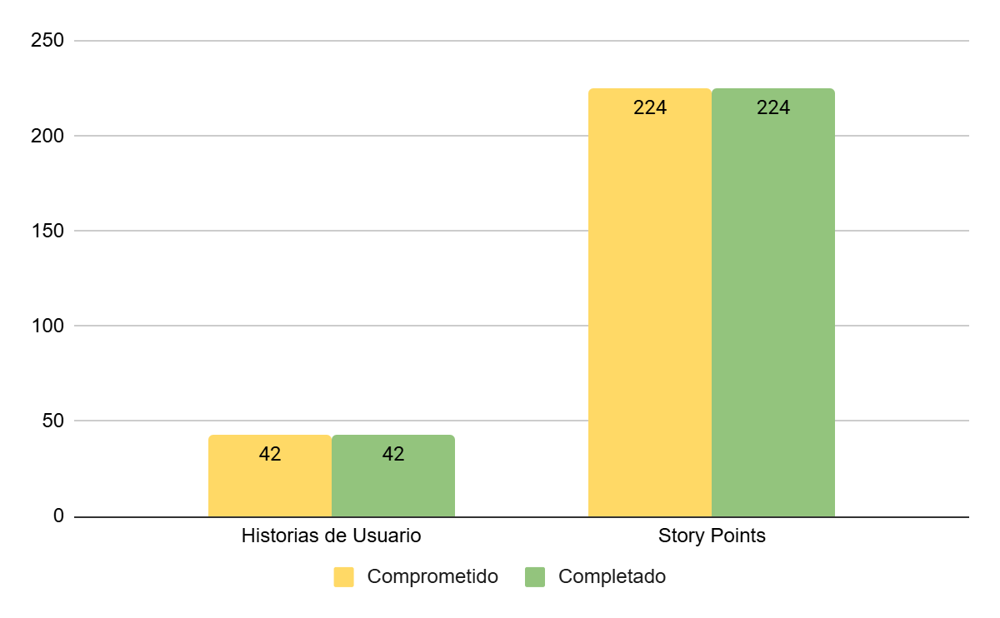 250
200
150
100
50
0
224
224
42
42
Historias de Usuario
Story Points
Comprometido
Completado